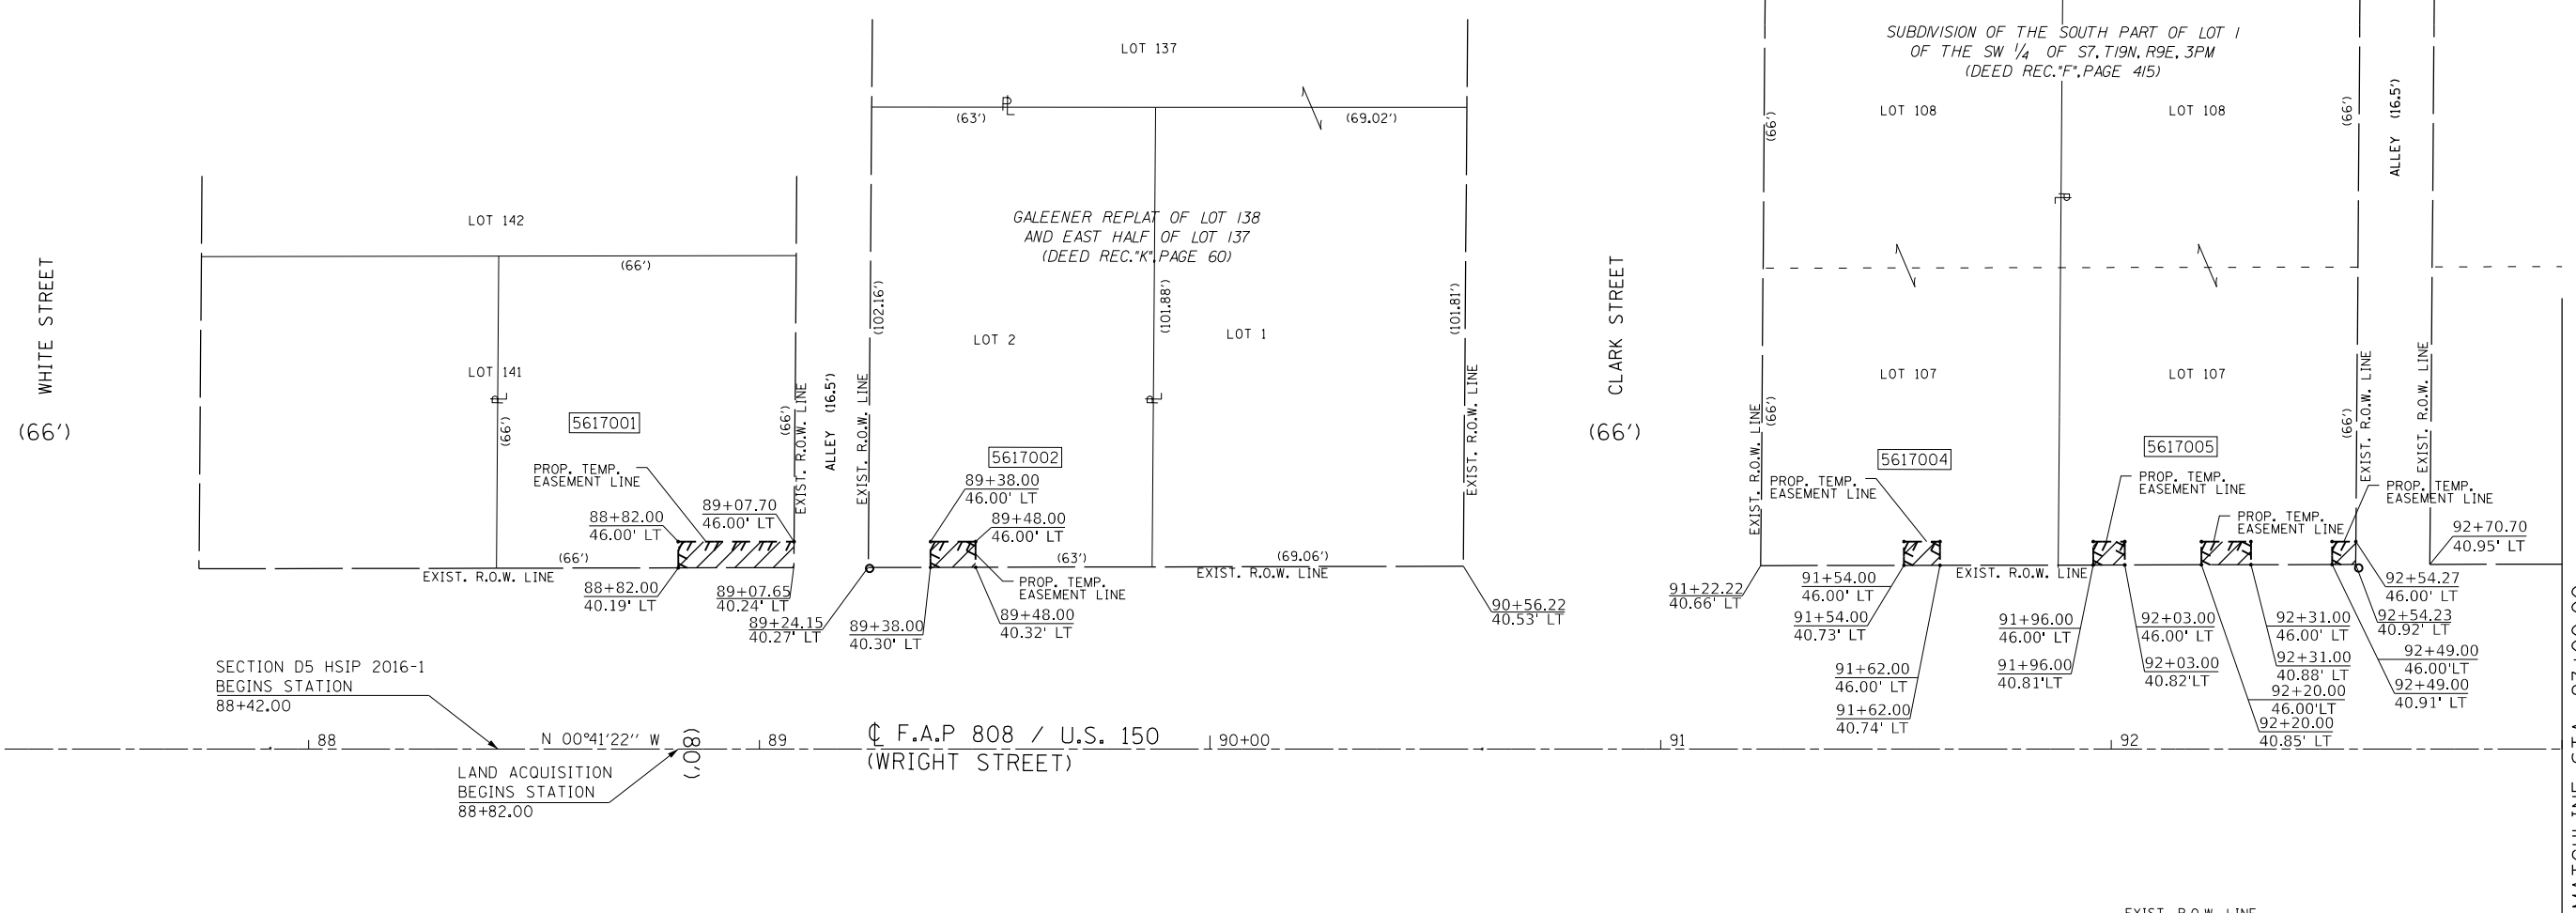 SUBDIVISION OF THE SOUTH PART OF LOT 1
OF THE SW 1/4 OF S7, T19N, R9E, 3PM
(DEED REC."F", PAGE 415)
LOT 137
LOT 108
LOT 108
(66')
(66')
ALLEY (16.5')
(63')
(69.02')
LOT 142
(66')
GALEENER REPLAT OF LOT 138
AND EAST HALF OF LOT 137
(DEED REC."K", PAGE 60)
WHITE STREET
(66')
LOT 141
(66')
(66')
5617001
PROP. TEMP.
EASEMENT LINE
88+82.00
46.00' LT
89+07.70
46.00' LT
(66')
EXIST. R.O.W. LINE
88+82.00
40.19' LT
89+07.65
40.24' LT
EXIST. R.O.W. LINE
ALLEY (16.5')
EXIST. R.O.W. LINE
(102.16')
(101.88')
(101.81')
LOT 2
LOT 1
5617002
89+38.00
46.00' LT
89+48.00
46.00' LT
(63')
(69.06')
EXIST. R.O.W. LINE
EXIST. R.O.W. LINE
PROP. TEMP.
EASEMENT LINE
89+24.15
40.27' LT
89+38.00
40.30' LT
89+48.00
40.32' LT
90+56.22
40.53' LT
CLARK STREET
(66')
LOT 107
LOT 107
(66')
(66')
EXIST. R.O.W. LINE
EXIST. R.O.W. LINE
EXIST. R.O.W. LINE
5617004
5617005
PROP. TEMP.
EASEMENT LINE
PROP. TEMP.
EASEMENT LINE
PROP. TEMP.
EASEMENT LINE
PROP. TEMP.
EASEMENT LINE
92+70.70
40.95' LT
EXIST. R.O.W. LINE
91+22.22
40.66' LT
91+54.00
46.00' LT
91+54.00
40.73' LT
91+62.00
46.00' LT
91+62.00
40.74' LT
91+96.00
46.00' LT
91+96.00
40.81'LT
92+03.00
46.00' LT
92+03.00
40.82'LT
92+31.00
46.00' LT
92+31.00
40.88' LT
92+20.00
46.00'LT
92+20.00
40.85' LT
92+54.27
46.00' LT
92+54.23
40.92' LT
92+49.00
46.00'LT
92+49.00
40.91' LT
SECTION D5 HSIP 2016-1
BEGINS STATION
88+42.00
88
N 00°41'22'' W
(80')
89
℄ F.A.P 808 / U.S. 150
(WRIGHT STREET)
90+00
91
92
LAND ACQUISITION
BEGINS STATION
88+82.00
MATCHLINE STA. 93+00.00
EXIST. R.O.W. LINE